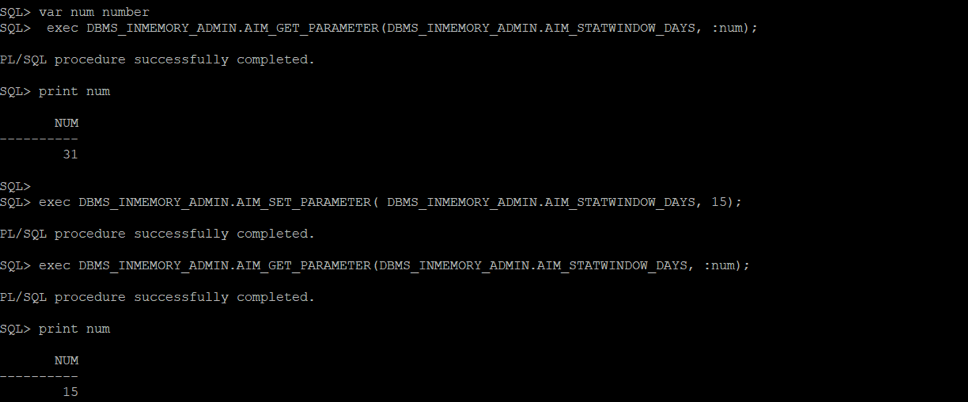 SQL> var num number
SQL>  exec DBMS_INMEMORY_ADMIN.AIM_GET_PARAMETER(DBMS_INMEMORY_ADMIN.AIM_STATWINDOW_DAYS, :num);
PL/SQL procedure successfully completed.
SQL> print num
NUM
----------
31
SQL>
SQL> exec DBMS_INMEMORY_ADMIN.AIM_SET_PARAMETER( DBMS_INMEMORY_ADMIN.AIM_STATWINDOW_DAYS, 15);
PL/SQL procedure successfully completed.
SQL> exec DBMS_INMEMORY_ADMIN.AIM_GET_PARAMETER(DBMS_INMEMORY_ADMIN.AIM_STATWINDOW_DAYS, :num);
PL/SQL procedure successfully completed.
SQL> print num
NUM
----------
15